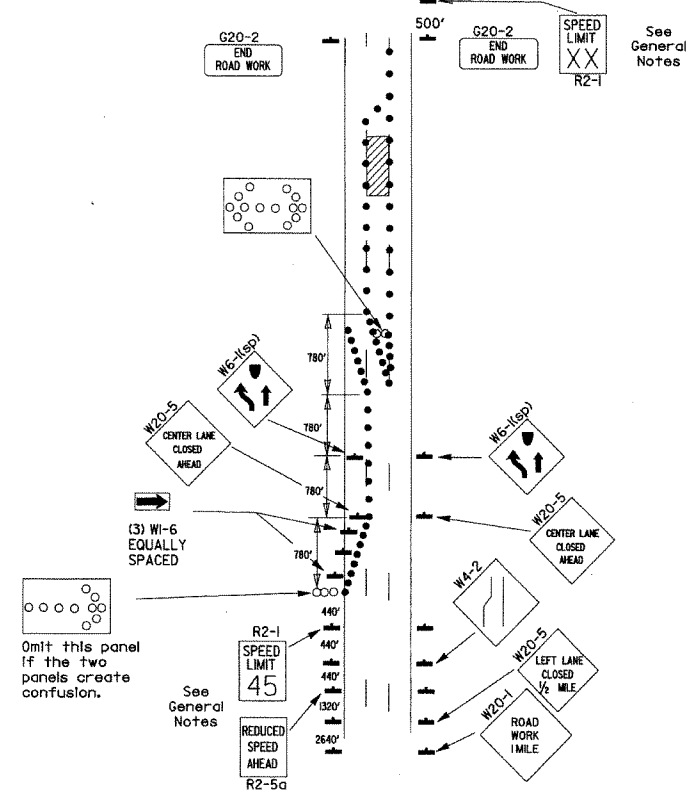 500'
G20-2
END
ROAD WORK
G20-2
END
ROAD WORK
SPEED
LIMIT
XX
R2-1
See
General
Notes
780'
W6-1(sp)
W20-5
CENTER LANE
CLOSED
AHEAD
780'
W6-1(sp)
780'
(3) W1-6
EQUALLY
SPACED
780'
W20-5
CENTER LANE
CLOSED
AHEAD
Omit this panel
if the two
panels create
confusion.
440'
R2-1
SPEED
LIMIT
45
440'
440'
W4-2
See
General
Notes
1320'
W20-5
LEFT LANE
CLOSED
1/2 MILE
REDUCED
SPEED
AHEAD
R2-5a
2640'
W20-1
ROAD
WORK
1 MILE